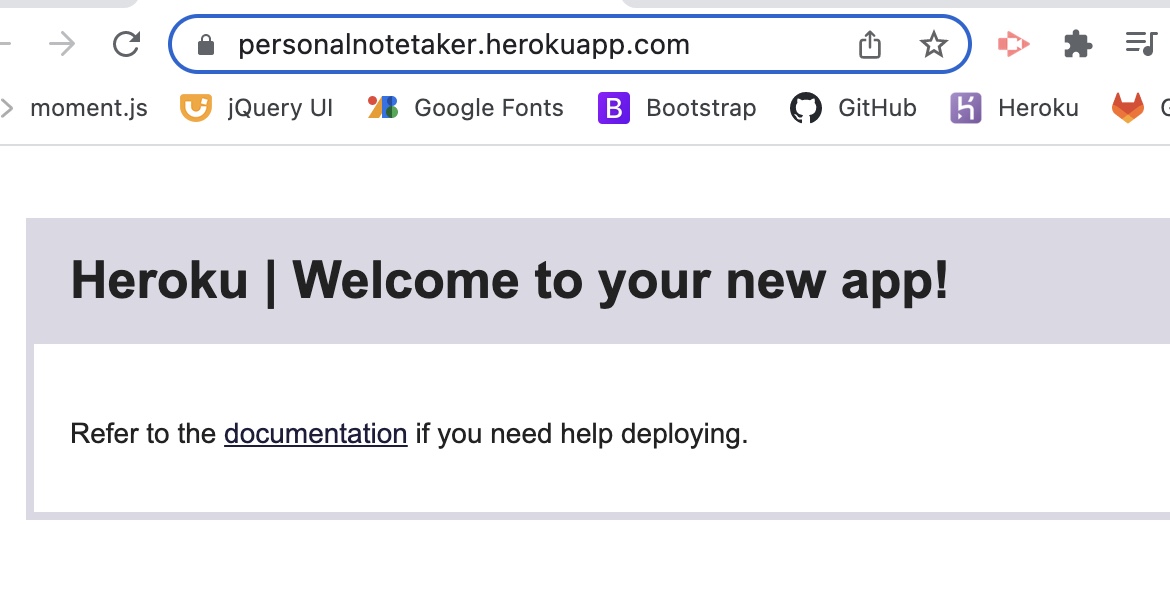 personalnotetaker.herokuapp.com
moment.js jQuery UI Google Fonts B Bootstrap GitHub Heroku G
Heroku | Welcome to your new app!
Refer to the documentation if you need help deploying.